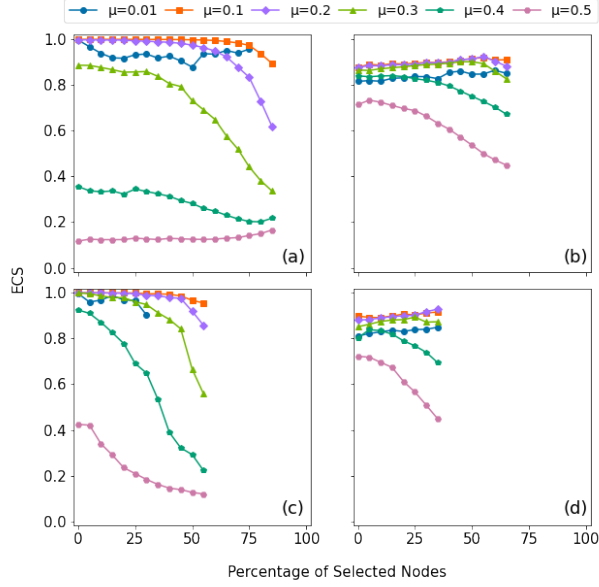 μ=0.01 μ=0.1 μ=0.2 μ=0.3 μ=0.4 μ=0.5
1.0
0.8
0.6
0.4
0.2
0.0
(a)
(b)
ECS
1.0
0.8
0.6
0.4
0.2
0.0
(c)
(d)
0 25 50 75 100 0 25 50 75 100
Percentage of Selected Nodes